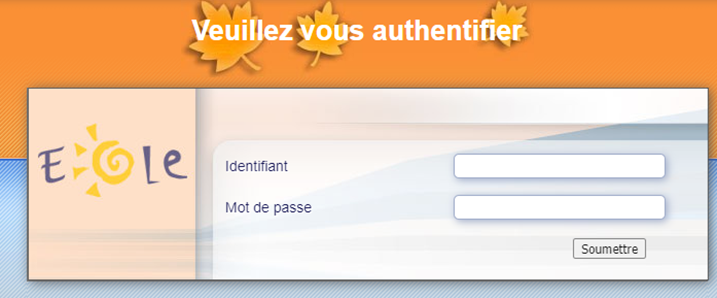 Veuillez vous authentifier
EOLE
Identifiant
Mot de passe
Soumettre